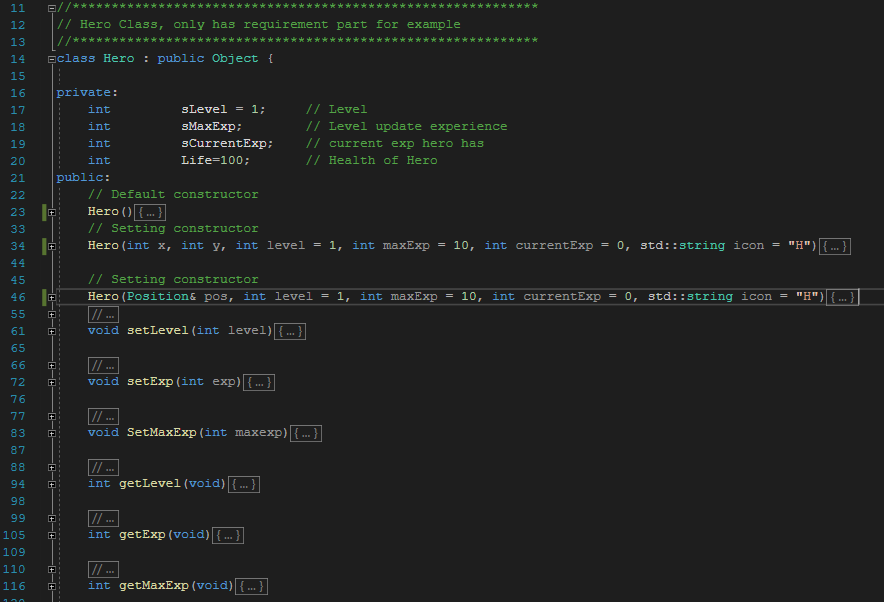 11 //************************************************************
12 // Hero Class, only has requirement part for example
13 //************************************************************
14 class Hero : public Object {
15
16 private:
17 int sLevel = 1; // Level
18 int sMaxExp; // Level update experience
19 int sCurrentExp; // current exp hero has
20 int Life=100; // Health of Hero
21 public:
22 // Default constructor
23 Hero(){...}
33 // Setting constructor
34 Hero(int x, int y, int level = 1, int maxExp = 10, int currentExp = 0, std::string icon = "H"){...}
44
45 // Setting constructor
46 Hero(Position& pos, int level = 1, int maxExp = 10, int currentExp = 0, std::string icon = "H"){...}
55 // ...
61 void setLevel(int level){...}
65
66 // ...
72 void setExp(int exp){...}
76
77 // ...
83 void SetMaxExp(int maxexp){...}
87
88 // ...
94 int getLevel(void){...}
98
99 // ...
105 int getExp(void){...}
109
110 // ...
116 int getMaxExp(void){...}